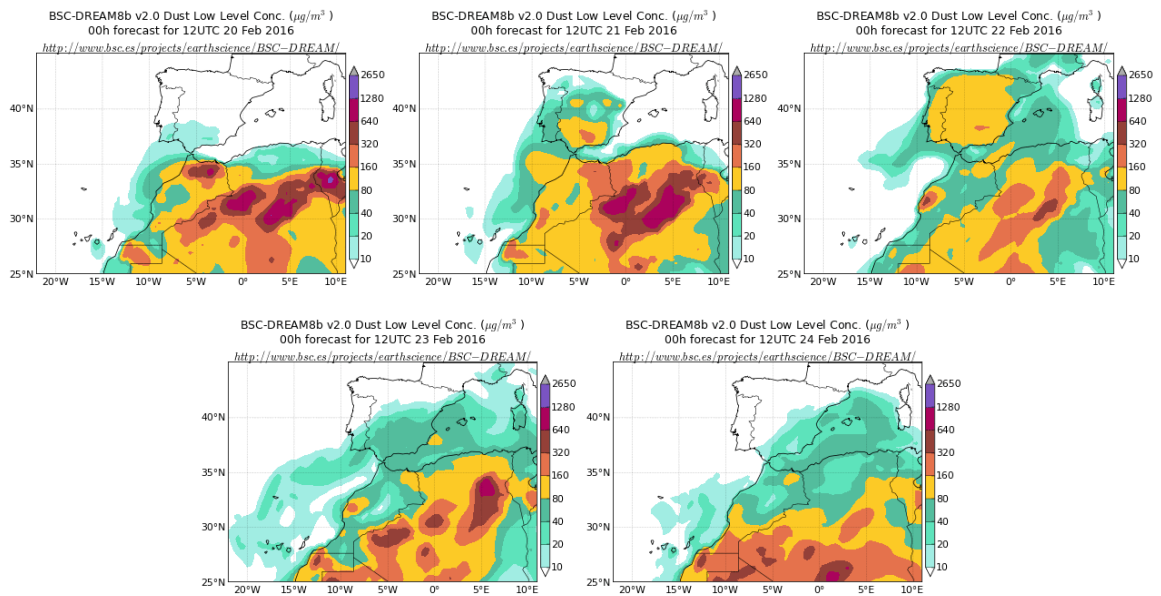 BSC-DREAM8b v2.0 Dust Low Level Conc. (μg/m³ )
00h forecast for 12UTC 20 Feb 2016
http://www.bsc.es/projects/earthscience/BSC−DREAM/
40°N
35°N
30°N
25°N
20°W 15°W 10°W 5°W 0° 5°E 10°E
2650
1280
640
320
160
80
40
20
10
BSC-DREAM8b v2.0 Dust Low Level Conc. (μg/m³ )
00h forecast for 12UTC 21 Feb 2016
http://www.bsc.es/projects/earthscience/BSC−DREAM/
40°N
35°N
30°N
25°N
20°W 15°W 10°W 5°W 0° 5°E 10°E
2650
1280
640
320
160
80
40
20
10
BSC-DREAM8b v2.0 Dust Low Level Conc. (μg/m³ )
00h forecast for 12UTC 22 Feb 2016
http://www.bsc.es/projects/earthscience/BSC−DREAM/
40°N
35°N
30°N
25°N
20°W 15°W 10°W 5°W 0° 5°E 10°E
2650
1280
640
320
160
80
40
20
10
BSC-DREAM8b v2.0 Dust Low Level Conc. (μg/m³ )
00h forecast for 12UTC 23 Feb 2016
http://www.bsc.es/projects/earthscience/BSC−DREAM/
40°N
35°N
30°N
25°N
20°W 15°W 10°W 5°W 0° 5°E 10°E
2650
1280
640
320
160
80
40
20
10
BSC-DREAM8b v2.0 Dust Low Level Conc. (μg/m³ )
00h forecast for 12UTC 24 Feb 2016
http://www.bsc.es/projects/earthscience/BSC−DREAM/
40°N
35°N
30°N
25°N
20°W 15°W 10°W 5°W 0° 5°E 10°E
2650
1280
640
320
160
80
40
20
10